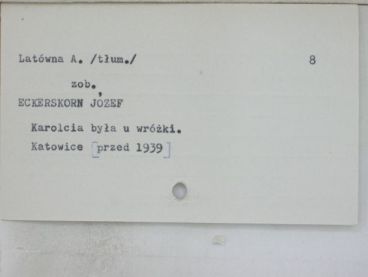 Latówna A. /tłum./ 8
zob.
ECKERSKORN JÓZEF
Karolcia była u wróżki.
Katowice [przed 1939]